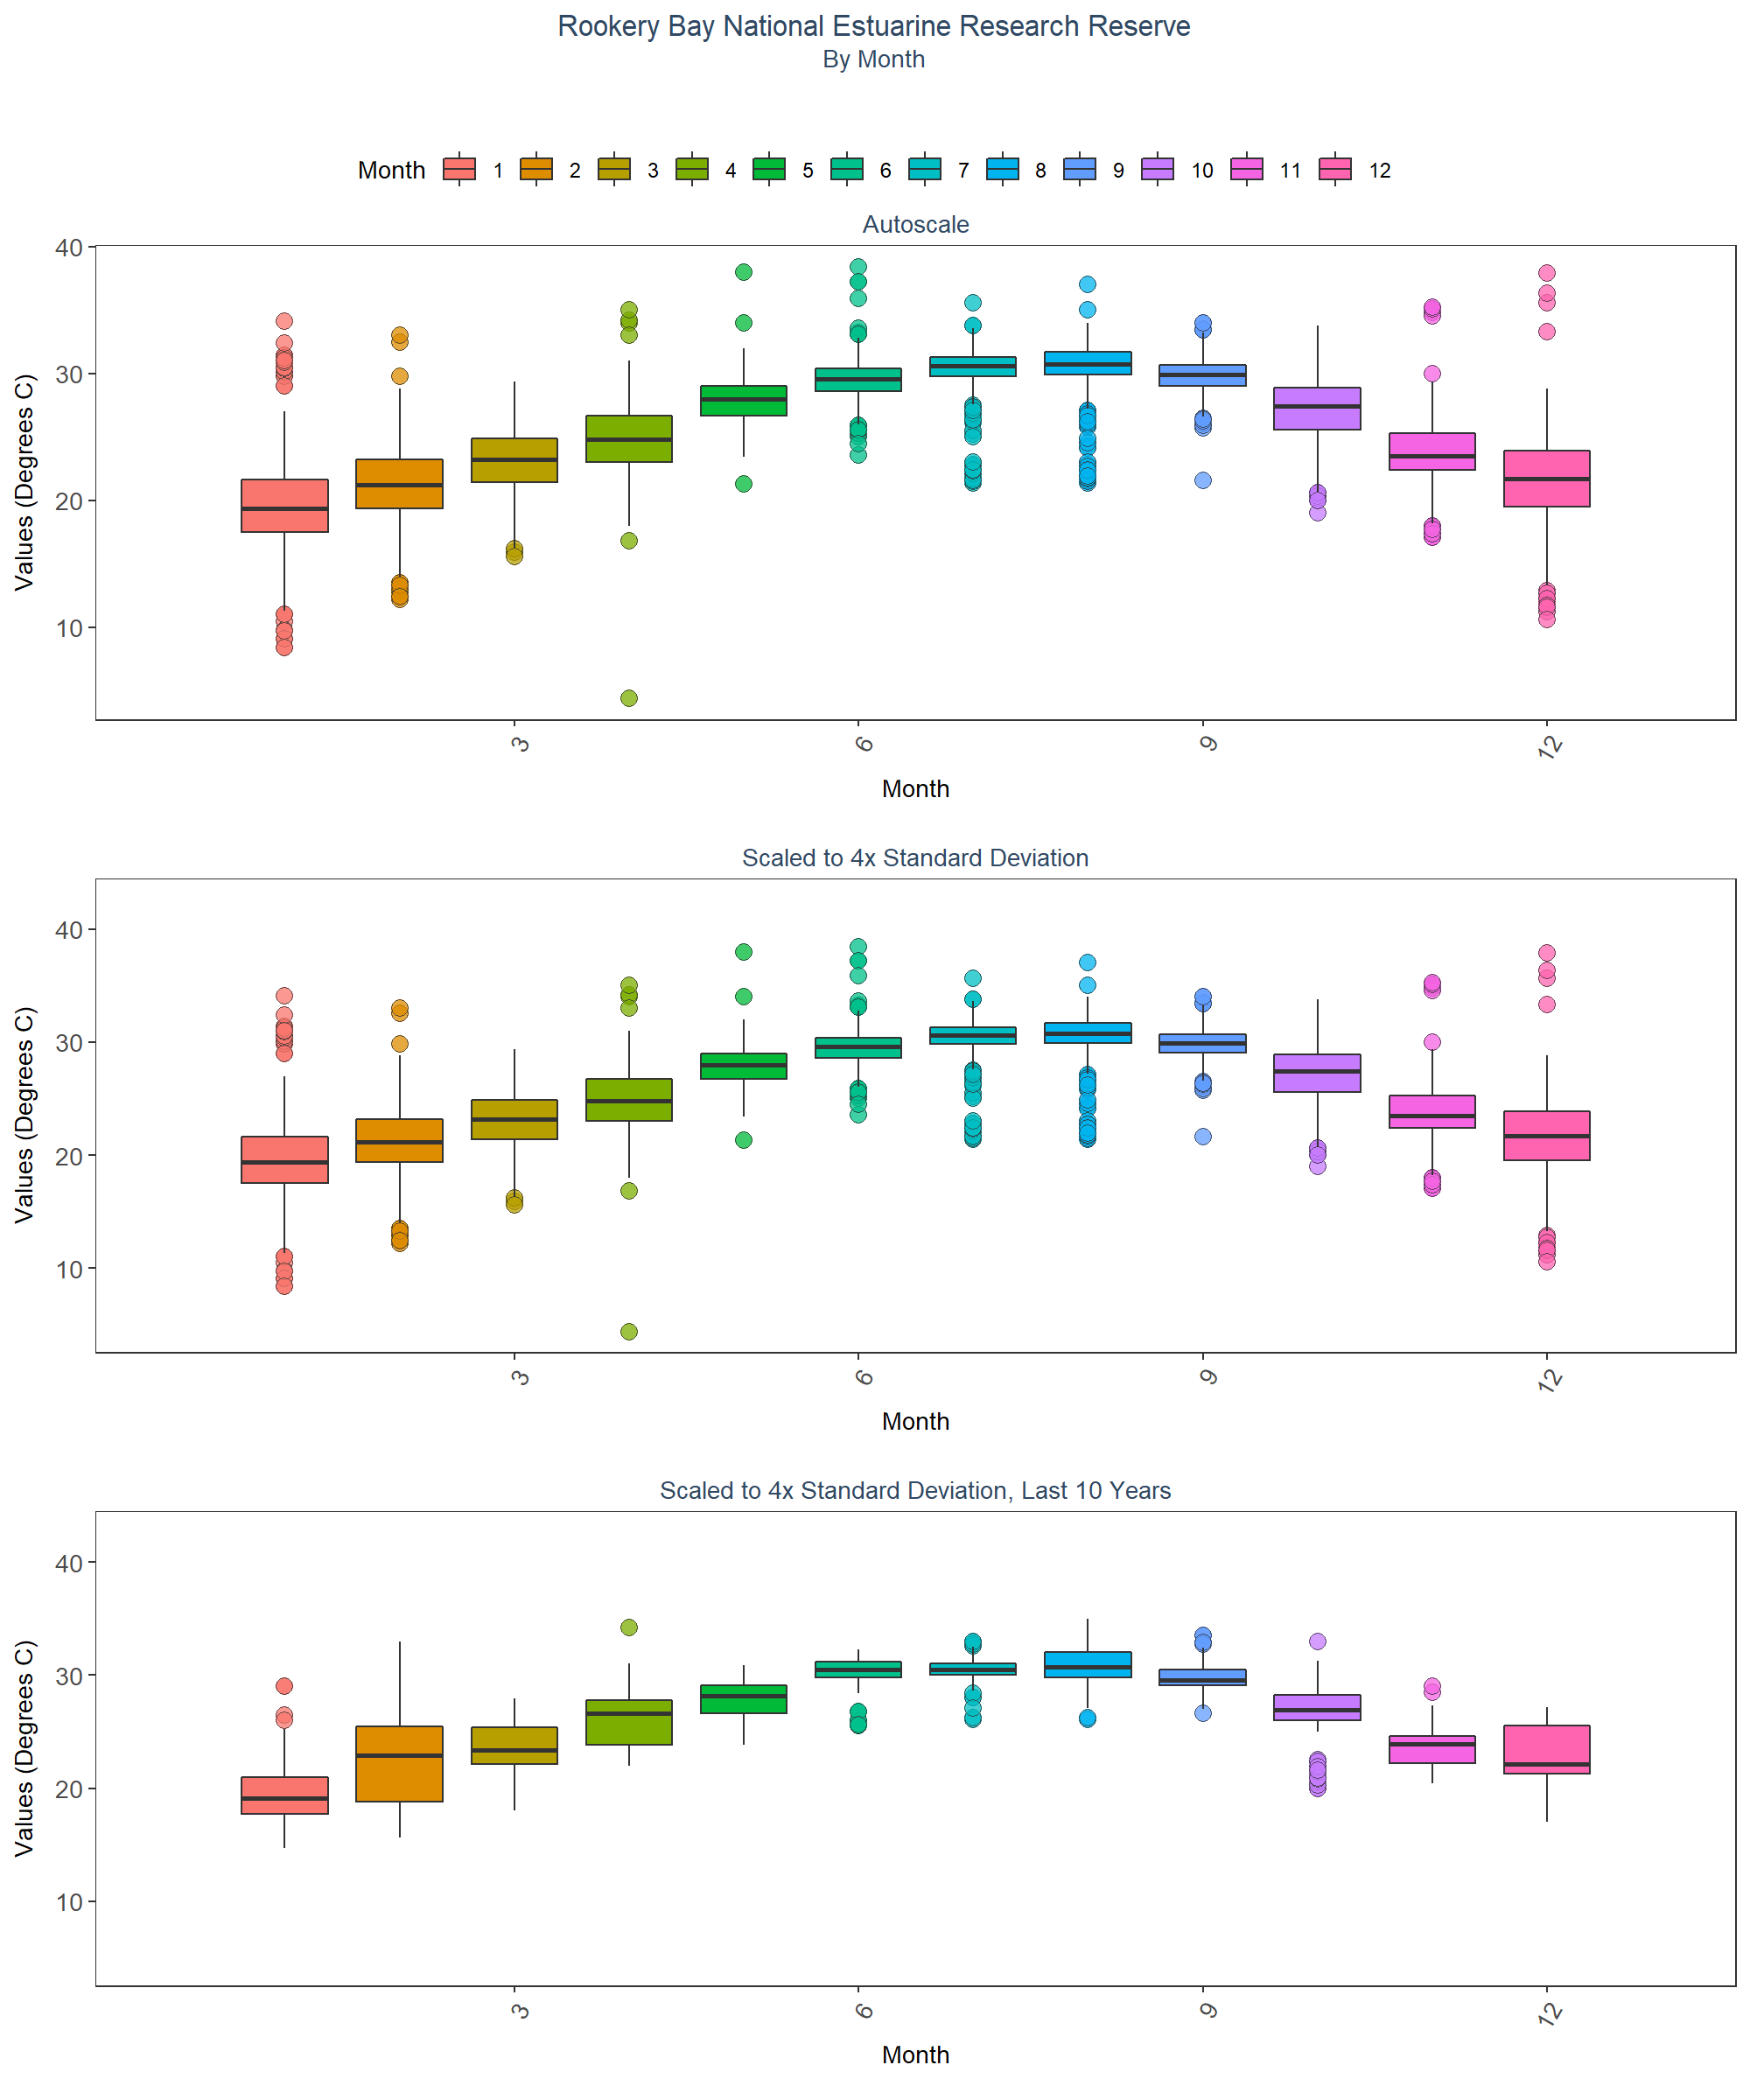 Rookery Bay National Estuarine Research Reserve
By Month
Month 1 2 3 4 5 6 7 8 9 10 11 12
Autoscale
Values (Degrees C)
40
30
20
10
3 6 9 12
Month
Scaled to 4x Standard Deviation
Values (Degrees C)
40
30
20
10
3 6 9 12
Month
Scaled to 4x Standard Deviation, Last 10 Years
Values (Degrees C)
40
30
20
10
3 6 9 12
Month